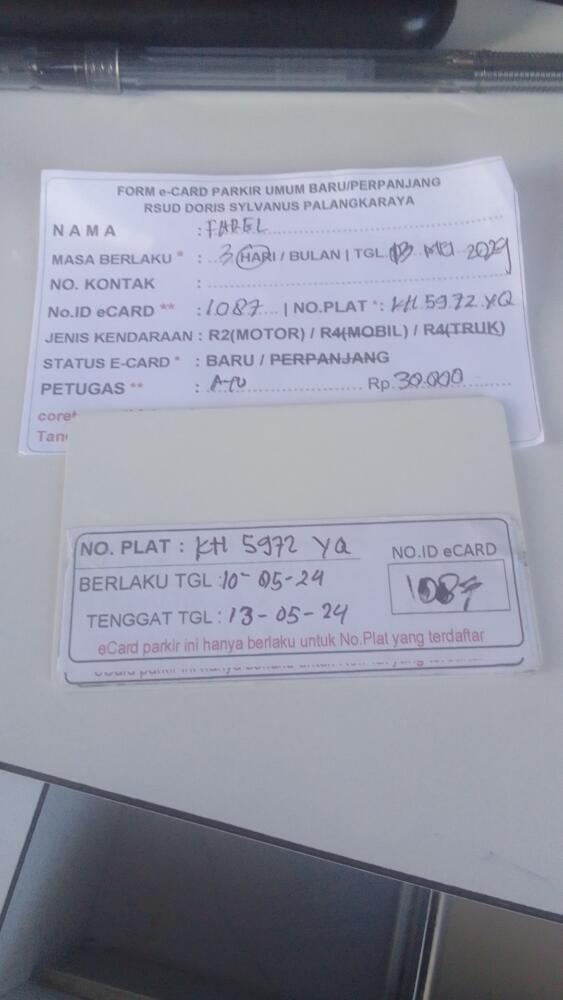 FORM e-CARD PARKIR UMUM BARU/PERPANJANG
RSUD DORIS SYLVANUS PALANGKARAYA
NAMA : FAREL
MASA BERLAKU * : 3 HARI / BULAN | TGL. 13 MEI 2024
NO. KONTAK :
No.ID eCARD ** : 1087 | NO.PLAT *: KH 5972 YQ
JENIS KENDARAAN : R2(MOTOR) / R4(MOBIL) / R4(TRUK)
STATUS E-CARD * : BARU / PERPANJANG
PETUGAS ** : Rp. 30.000
NO. PLAT : KH 5972 YQ
NO.ID eCARD
BERLAKU TGL : 10-05-24
1087
TENGGAT TGL : 13-05-24
eCard parkir ini hanya berlaku untuk No.Plat yang terdaftar